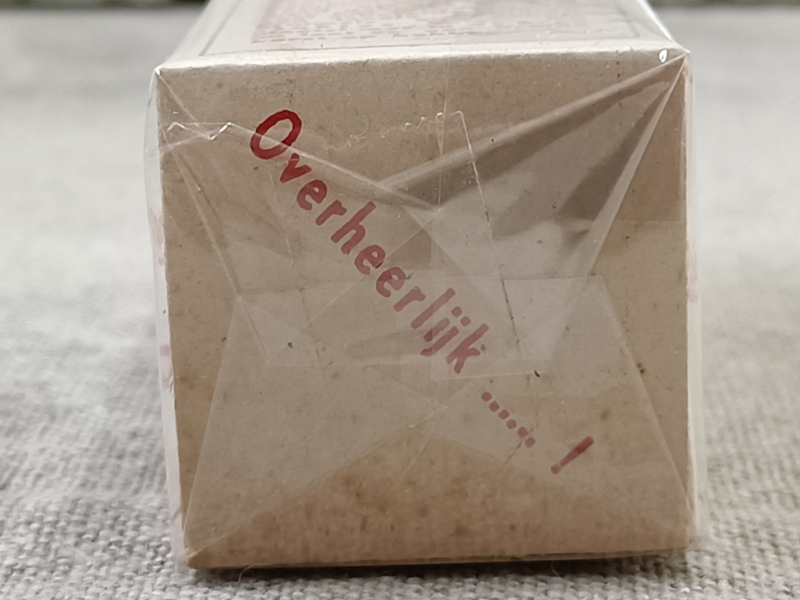 Overheerlijk ...... !